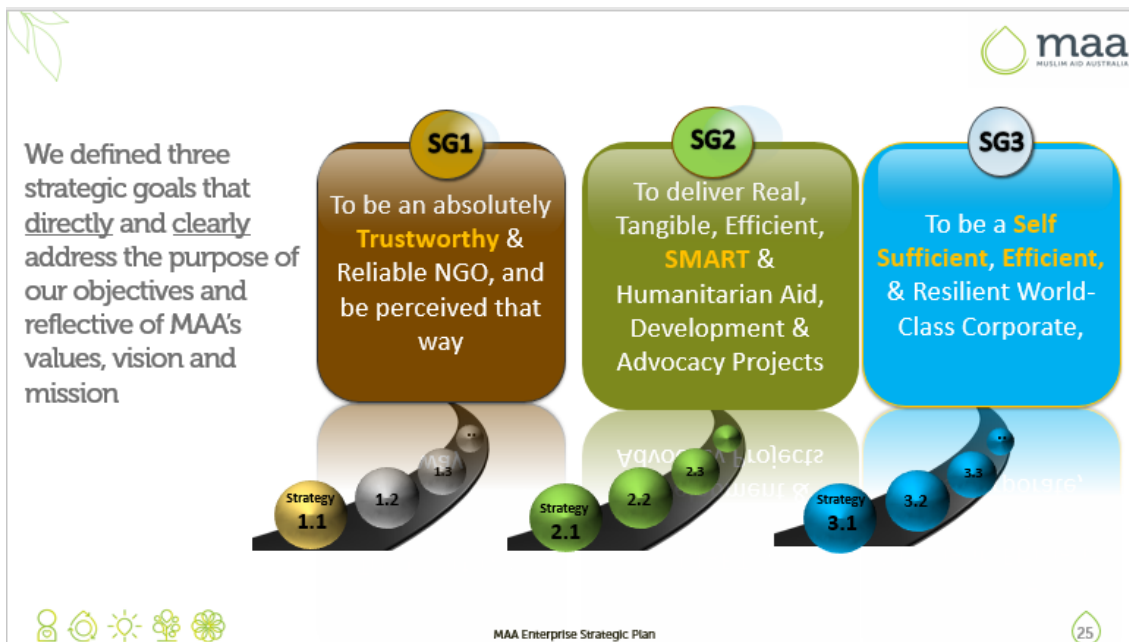 maa
MUSLIM AID AUSTRALIA
We defined three
strategic goals that
directly and clearly
address the purpose of
our objectives and
reflective of MAA's
values, vision and
mission
SG1
To be an absolutely
Trustworthy &
Reliable NGO, and
be perceived that
way
Strategy
1.1
1.2
1.3
...
SG2
To deliver Real,
Tangible, Efficient,
SMART &
Humanitarian Aid,
Development &
Advocacy Projects
Strategy
2.1
2.2
2.3
SG3
To be a Self
Sufficient, Efficient,
& Resilient World-
Class Corporate,
Strategy
3.1
3.2
3.3
...
MAA Enterprise Strategic Plan
25